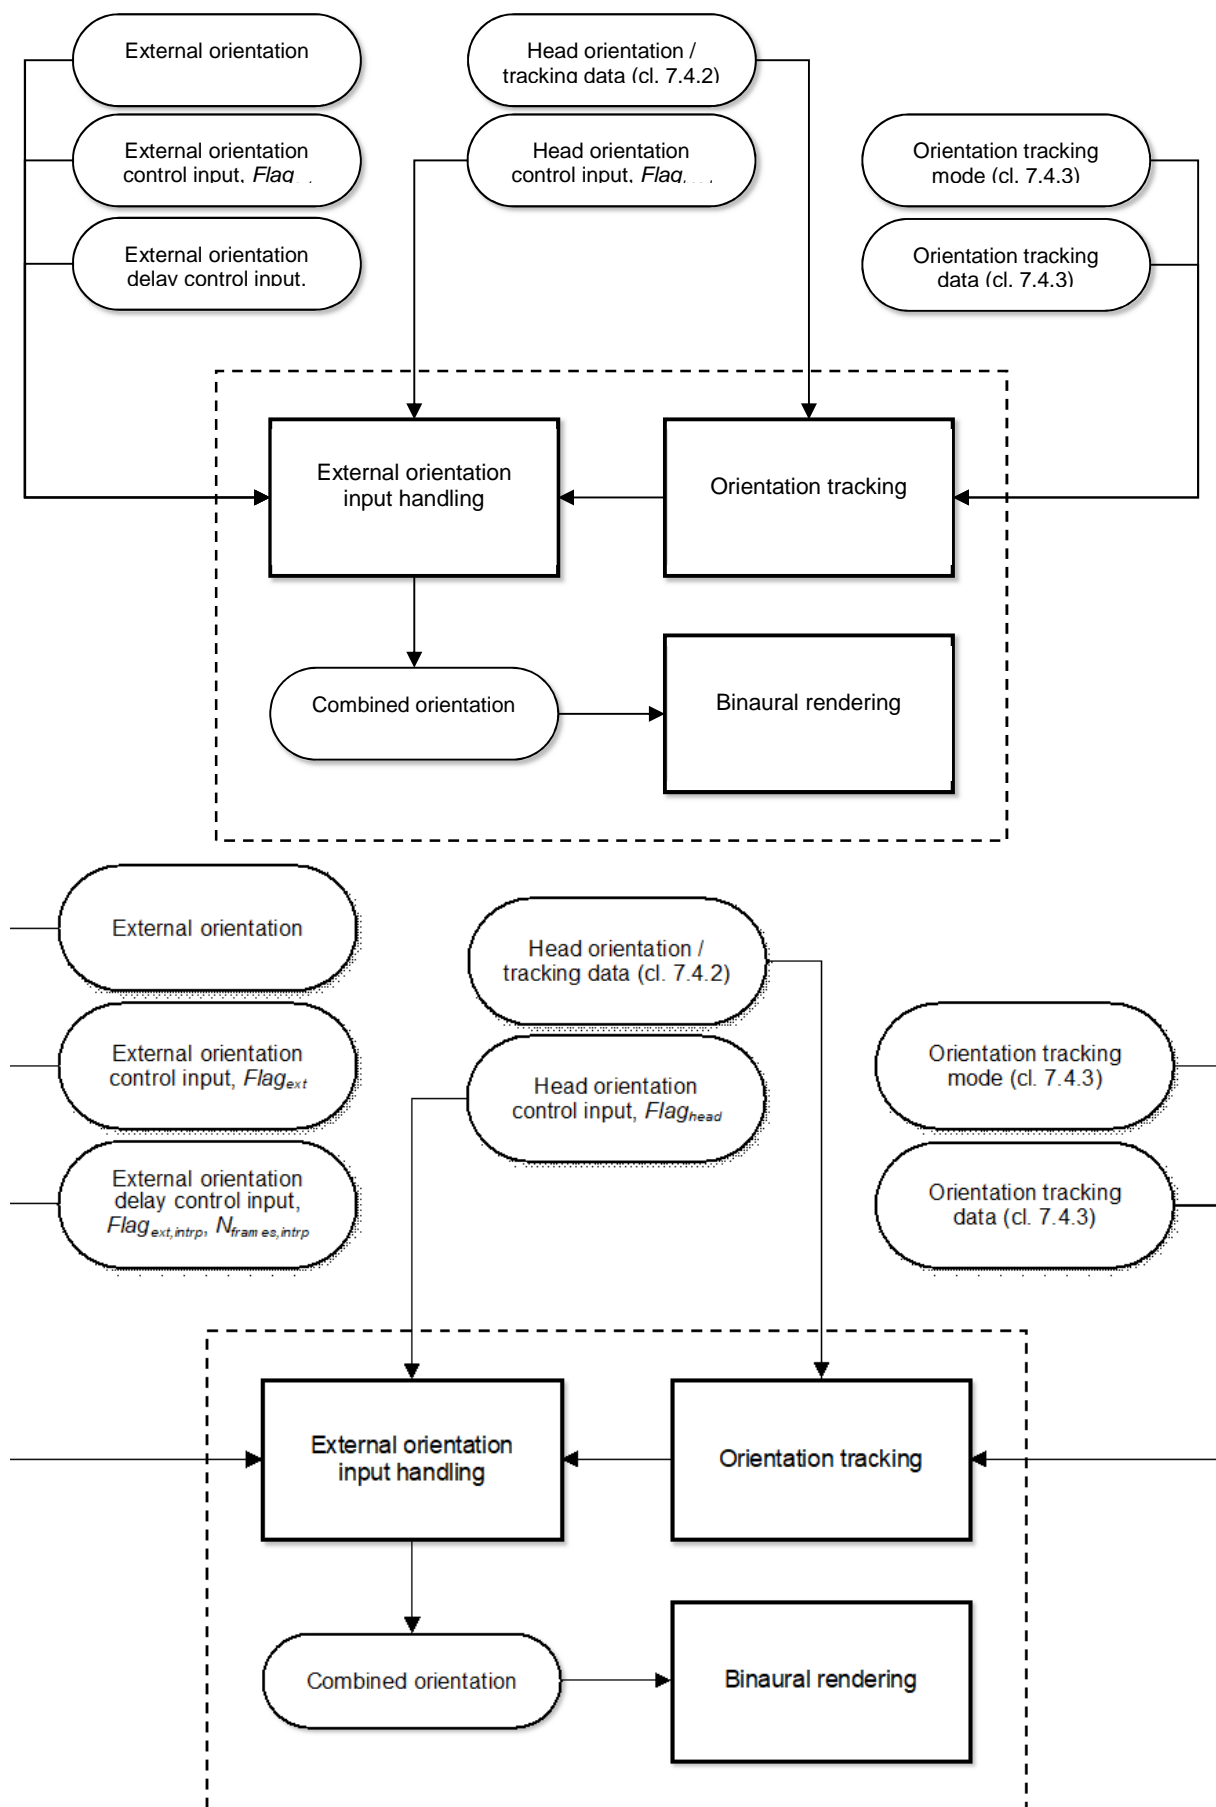 External orientation
External orientation
control input, Flag
External orientation
delay control input,
Head orientation /
tracking data (cl. 7.4.2)
Head orientation
control input, Flag
Orientation tracking
mode (cl. 7.4.3)
Orientation tracking
data (cl. 7.4.3)
External orientation
input handling
Orientation tracking
Combined orientation
Binaural rendering
External orientation
External orientation
control input, Flagext
External orientation
delay control input,
Flagext,intrp, Nframes,intrp
Head orientation /
tracking data (cl. 7.4.2)
Head orientation
control input, Flaghead
Orientation tracking
mode (cl. 7.4.3)
Orientation tracking
data (cl. 7.4.3)
External orientation
input handling
Orientation tracking
Combined orientation
Binaural rendering